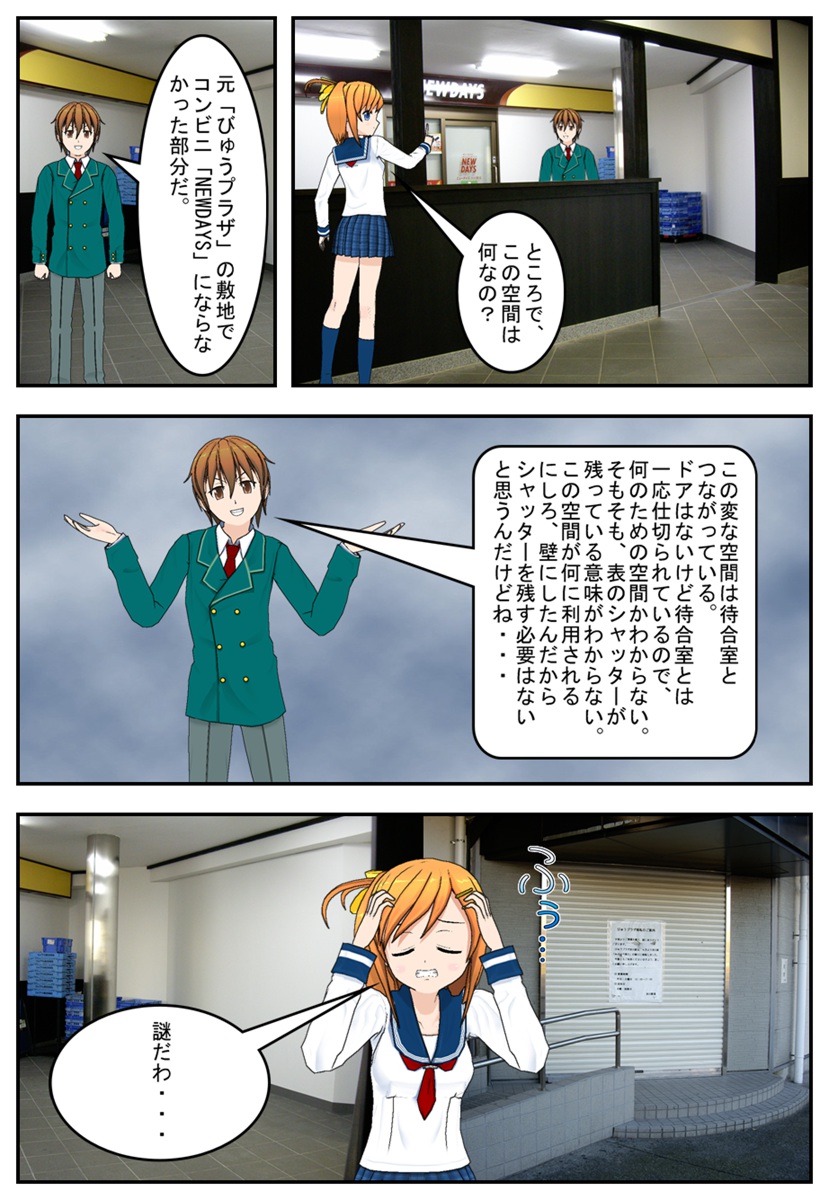 NEWDAYS
NEW
DAYS
ところで、
この空間は
何なの？
元「びゅうプラザ」の敷地で
コンビニ「NEWDAYS」にならな
かった部分だ。
この変な空間は待合室と
つながっている。
ドアはないけど待合室とは
一応仕切られているので、
何のための空間かわからない。
そもそも、表のシャッターが
残っている意味がわからない。
この空間が何に利用される
にしろ、壁にしたんだから
シャッターを残す必要はない
と思うんだけどね・・・
ふぅ…
謎だわ・・・